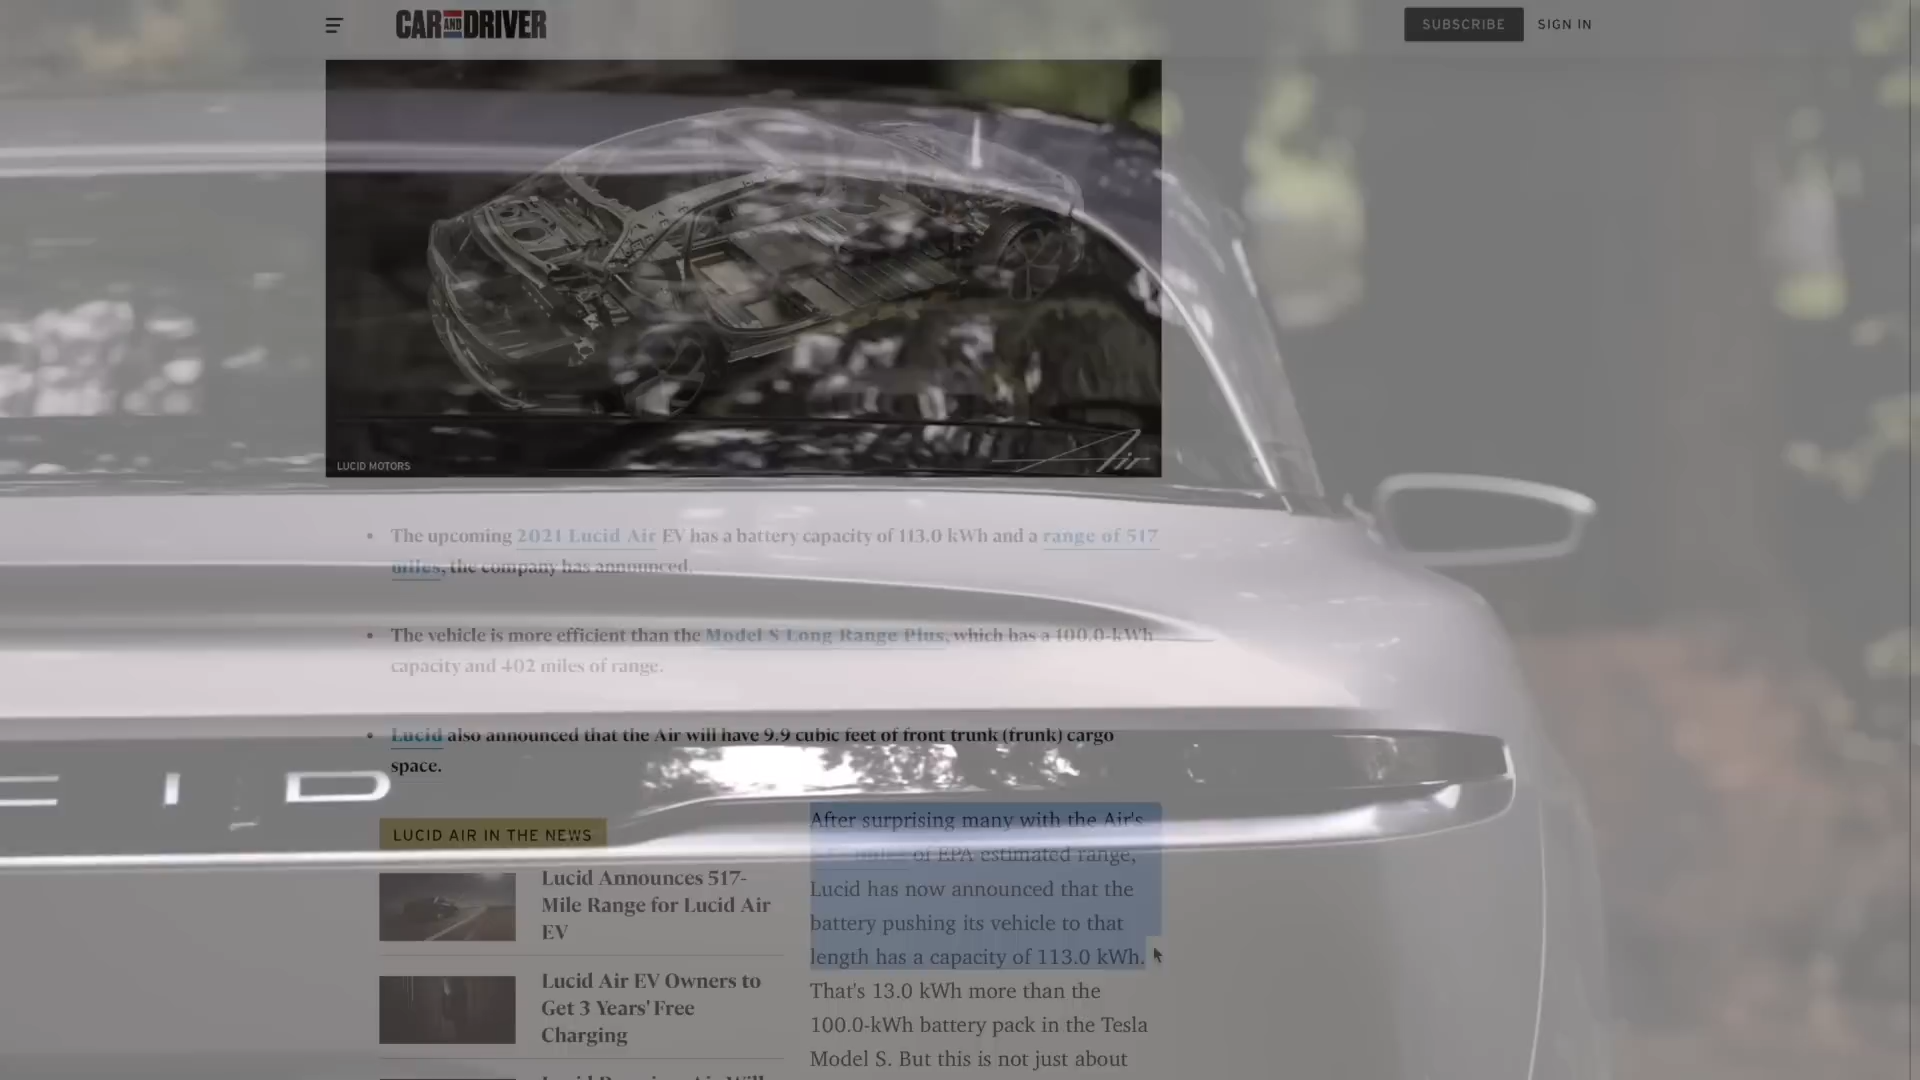 CAR AND DRIVER
SUBSCRIBE SIGN IN
Air
LUCID MOTORS
• The upcoming 2021 Lucid Air EV has a battery capacity of 113.0 kWh and a range of 517
miles, the company has announced.
• The vehicle is more efficient than the Model S Long Range Plus, which has a 100.0-kWh
capacity and 402 miles of range.
• Lucid also announced that the Air will have 9.9 cubic feet of front trunk (frunk) cargo
space.
C I D
LUCID AIR IN THE NEWS
Lucid Announces 517-
Mile Range for Lucid Air
EV
Lucid Air EV Owners to
Get 3 Years' Free
Charging
After surprising many with the Air's
of EPA estimated range,
Lucid has now announced that the
battery pushing its vehicle to that
length has a capacity of 113.0 kWh.
That's 13.0 kWh more than the
100.0-kWh battery pack in the Tesla
Model S. But this is not just about